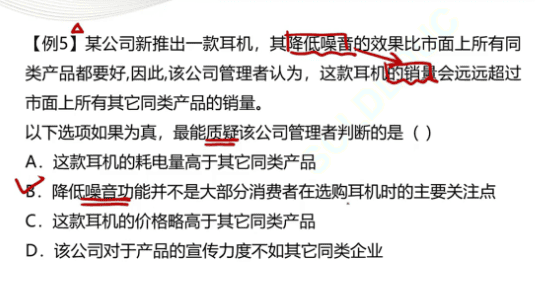 【例5】某公司新推出一款耳机，其降低噪音的效果比市面上所有同
类产品都要好,因此,该公司管理者认为，这款耳机的销量会远远超过
市面上所有其它同类产品的销量。
以下选项如果为真，最能质疑该公司管理者判断的是（ ）
A．这款耳机的耗电量高于其它同类产品
B．降低噪音功能并不是大部分消费者在选购耳机时的主要关注点
C．这款耳机的价格略高于其它同类产品
D．该公司对于产品的宣传力度不如其它同类企业